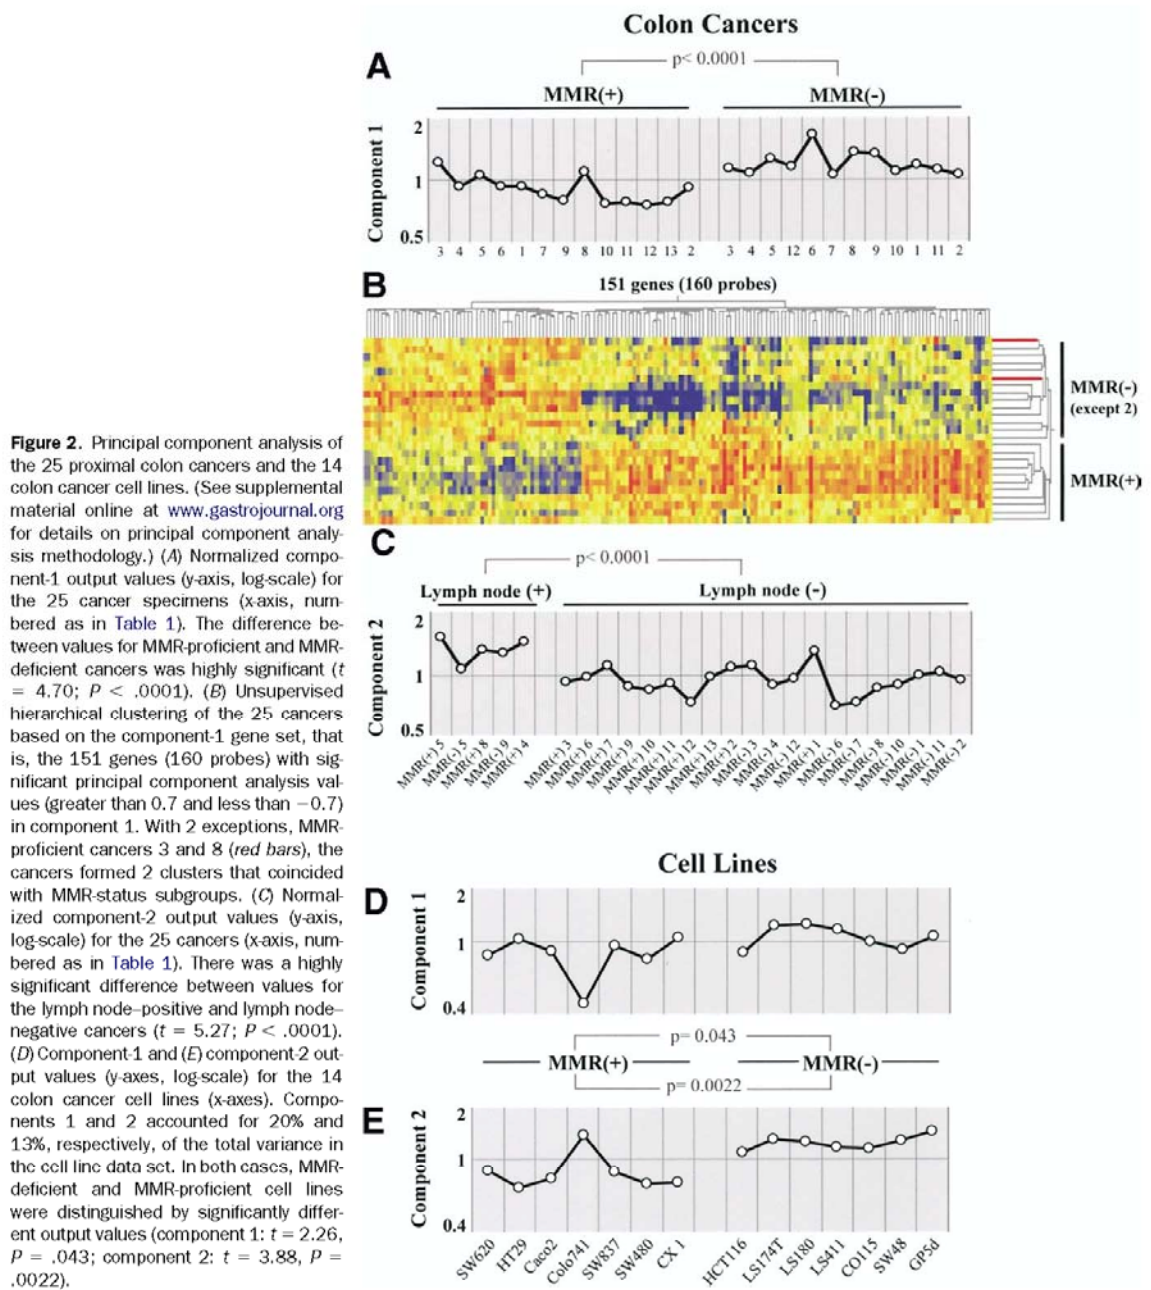 Colon Cancers
A
p< 0.0001
MMR(+)
MMR(-)
Component 1
2
1
0.5
3 4 5 6 1 7 9 8 10 11 12 13 2
3 4 5 12 6 7 8 9 10 1 11 2
B
151 genes (160 probes)
MMR(-)
(except 2)
MMR(+)
C
p< 0.0001
Lymph node (+)
Lymph node (-)
Component 2
2
1
0.5
MMR(+) 5
MMR(-) 5
MMR(+) 8
MMR(-) 9
MMR(+) 4
MMR(+) 3
MMR(+) 6
MMR(+) 7
MMR(+) 9
MMR(+) 10
MMR(+) 11
MMR(+) 12
MMR(+) 13
MMR(+) 2
MMR(-) 3
MMR(-) 4
MMR(-) 12
MMR(+) 1
MMR(-) 6
MMR(-) 7
MMR(-) 8
MMR(-) 10
MMR(-) 1
MMR(-) 11
MMR(-) 2
Cell Lines
D
Component 1
2
1
0.4
p= 0.043
MMR(+)
MMR(-)
p= 0.0022
E
Component 2
2
1
0.4
SW620
HT29
Caco2
Colo741
SW837
SW480
CX 1
HCT116
LS174T
LS180
LS411
CO115
SW48
GP5d
Figure 2. Principal component analysis of
the 25 proximal colon cancers and the 14
colon cancer cell lines. (See supplemental
material online at www.gastrojournal.org
for details on principal component analy-
sis methodology.) (A) Normalized compo-
nent-1 output values (y-axis, log-scale) for
the 25 cancer specimens (x-axis, num-
bered as in Table 1). The difference be-
tween values for MMR-proficient and MMR-
deficient cancers was highly significant (t
= 4.70; P < .0001). (B) Unsupervised
hierarchical clustering of the 25 cancers
based on the component-1 gene set, that
is, the 151 genes (160 probes) with sig-
nificant principal component analysis val-
ues (greater than 0.7 and less than −0.7)
in component 1. With 2 exceptions, MMR-
proficient cancers 3 and 8 (red bars), the
cancers formed 2 clusters that coincided
with MMR-status subgroups. (C) Normal-
ized component-2 output values (y-axis,
log-scale) for the 25 cancers (x-axis, num-
bered as in Table 1). There was a highly
significant difference between values for
the lymph node–positive and lymph node–
negative cancers (t = 5.27; P < .0001).
(D) Component-1 and (E) component-2 out-
put values (y-axes, log-scale) for the 14
colon cancer cell lines (x-axes). Compo-
nents 1 and 2 accounted for 20% and
13%, respectively, of the total variance in
the cell line data set. In both cases, MMR-
deficient and MMR-proficient cell lines
were distinguished by significantly differ-
ent output values (component 1: t = 2.26,
P = .043; component 2: t = 3.88, P =
.0022).